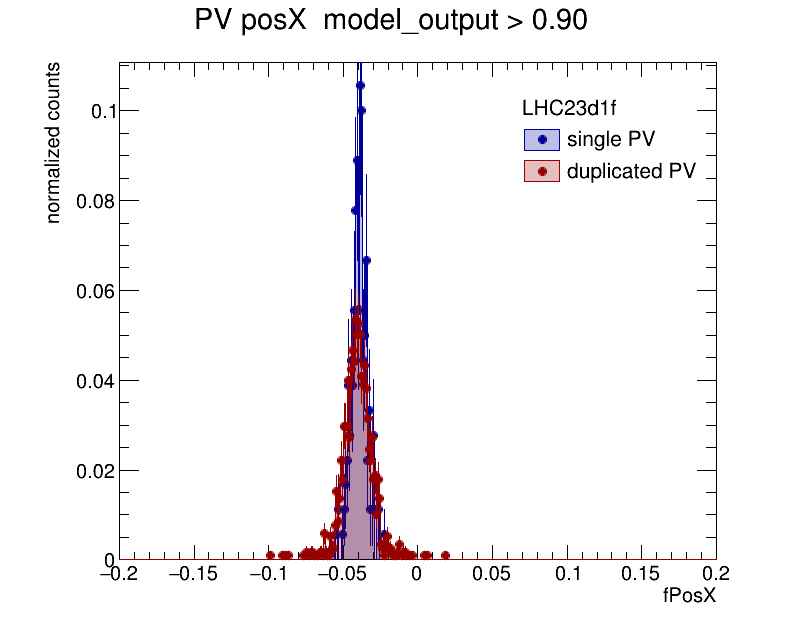 PV posX  model_output > 0.90
normalized counts
LHC23d1f
single PV
duplicated PV
0.1
0.08
0.06
0.04
0.02
0
−0.2 −0.15 −0.1 −0.05 0 0.05 0.1 0.15 0.2
fPosX